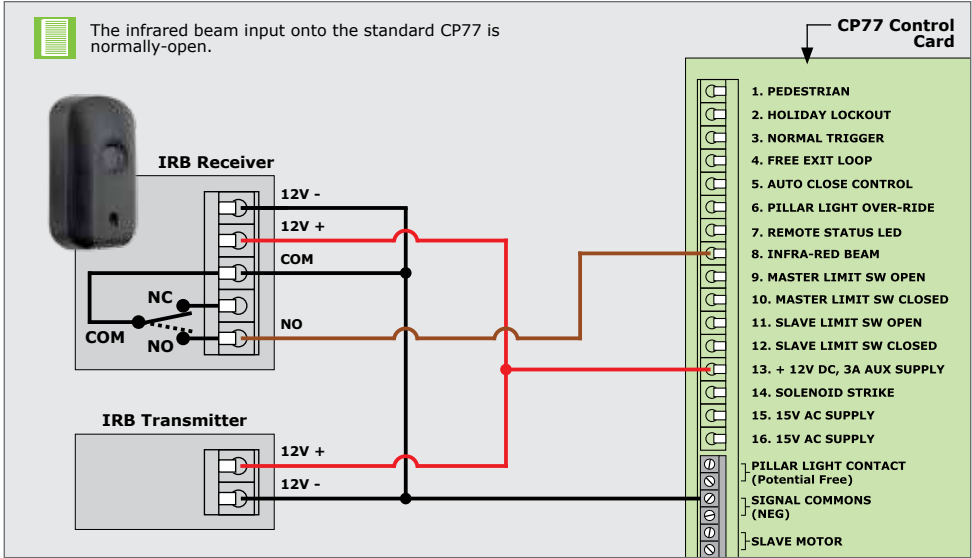 The infrared beam input onto the standard CP77 is
normally-open.
CP77 Control
Card
IRB Receiver
12V -
12V +
COM
NC
COM
NO
NO
IRB Transmitter
12V +
12V -
1. PEDESTRIAN
2. HOLIDAY LOCKOUT
3. NORMAL TRIGGER
4. FREE EXIT LOOP
5. AUTO CLOSE CONTROL
6. PILLAR LIGHT OVER-RIDE
7. REMOTE STATUS LED
8. INFRA-RED BEAM
9. MASTER LIMIT SW OPEN
10. MASTER LIMIT SW CLOSED
11. SLAVE LIMIT SW OPEN
12. SLAVE LIMIT SW CLOSED
13. + 12V DC, 3A AUX SUPPLY
14. SOLENOID STRIKE
15. 15V AC SUPPLY
16. 15V AC SUPPLY
PILLAR LIGHT CONTACT
(Potential Free)
SIGNAL COMMONS
(NEG)
SLAVE MOTOR